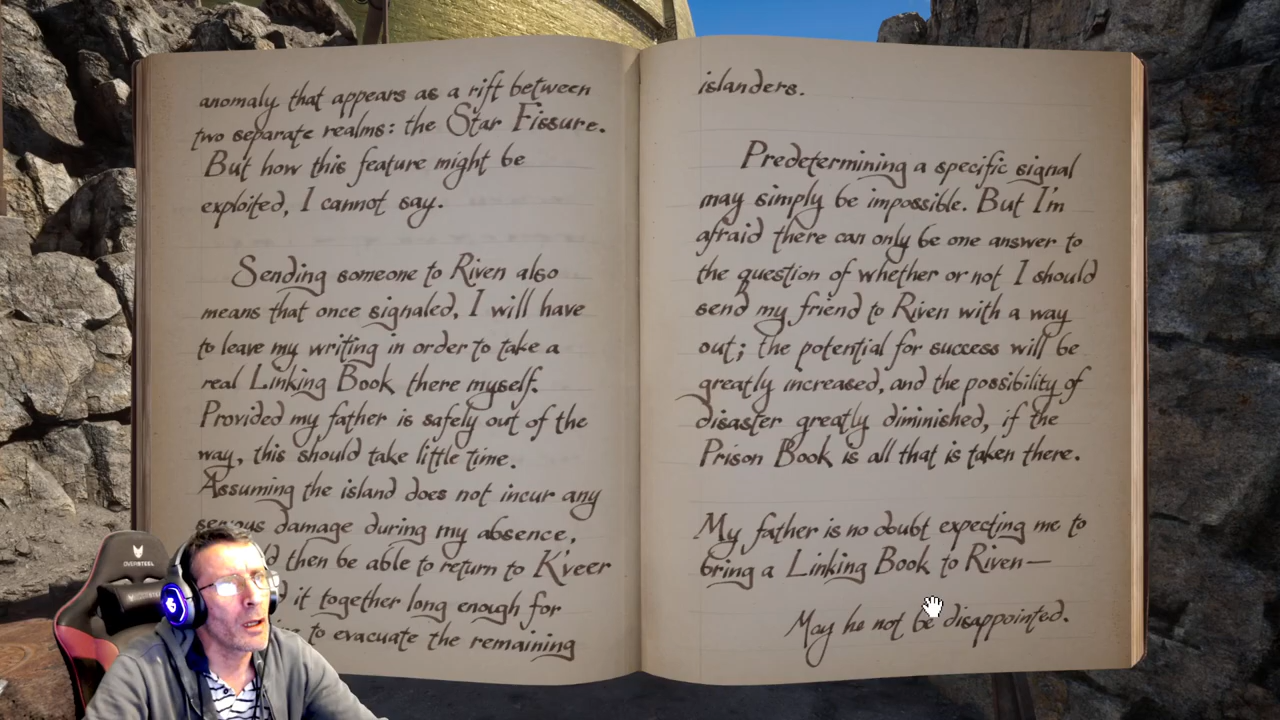 anomaly that appears as a rift between
two separate realms: the Star Fissure.
But how this feature might be
exploited, I cannot say.
Sending someone to Riven also
means that once signaled, I will have
to leave my writing in order to take a
real Linking Book there myself.
Provided my father is safely out of the
way, this should take little time.
Assuming the island does not incur any
serious damage during my absence,
then be able to return to K'veer
it together long enough for
to evacuate the remaining
islanders.
Predetermining a specific signal
may simply be impossible. But I'm
afraid there can only be one answer to
the question of whether or not I should
send my friend to Riven with a way
out; the potential for success will be
greatly increased, and the possibility of
disaster greatly diminished, if the
Prison Book is all that is taken there.
My father is no doubt expecting me to
bring a Linking Book to Riven—
May he not be disappointed.
OVERSTEEL